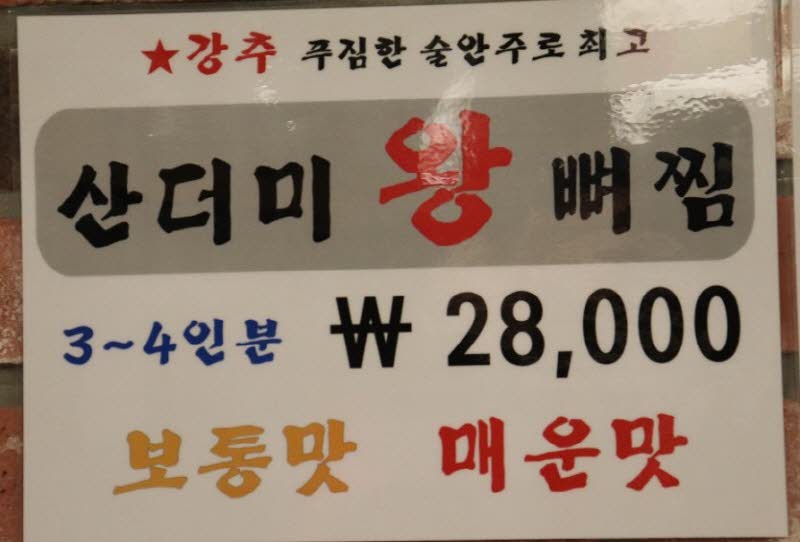 ★강추 푸짐한 술안주로최고
산더미 왕 뼈찜
3~4인분 ₩ 28,000
보통맛 매운맛